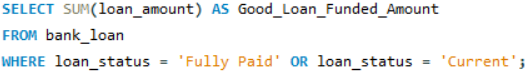 SELECT SUM(loan_amount) AS Good_Loan_Funded_Amount
FROM bank_loan
WHERE loan_status = 'Fully Paid' OR loan_status = 'Current';